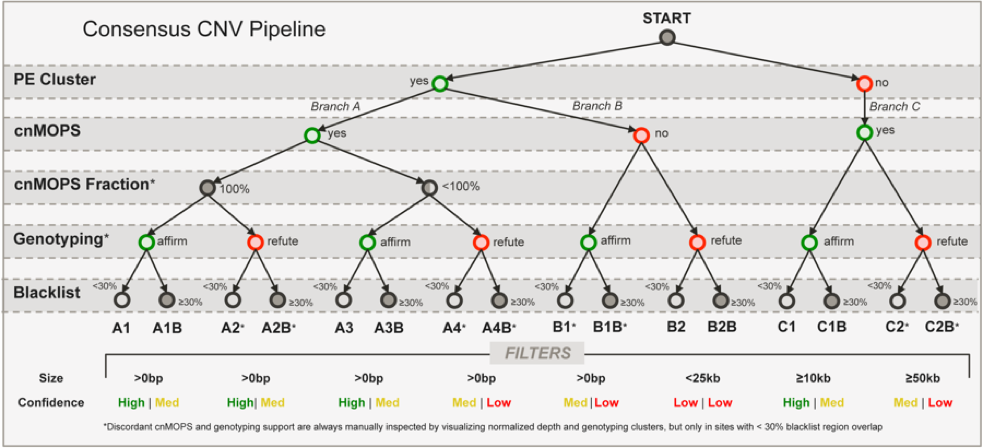 Consensus CNV Pipeline
START
PE Cluster
yes
no
Branch A
Branch B
Branch C
cnMOPS
yes
no
yes
cnMOPS Fraction*
100%
<100%
Genotyping*
affirm
refute
affirm
refute
affirm
refute
affirm
refute
Blacklist
<30% ≥30% <30% ≥30% <30% ≥30% <30% ≥30% <30% ≥30% <30% ≥30% <30% ≥30% <30% ≥30%
A1 A1B A2* A2B* A3 A3B A4* A4B* B1* B1B* B2 B2B C1 C1B C2* C2B*
FILTERS
Size >0bp >0bp >0bp >0bp >0bp <25kb ≥10kb ≥50kb
Confidence High | Med High| Med High | Med Med | Low Med |Low Low | Low High | Med Med | Low
*Discordant cnMOPS and genotyping support are always manually inspected by visualizing normalized depth and genotyping clusters, but only in sites with < 30% blacklist region overlap